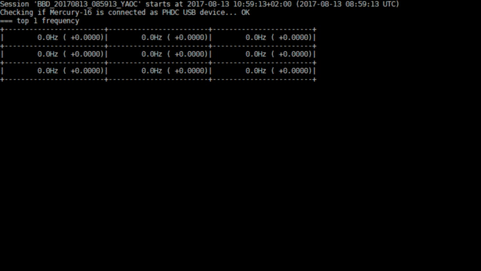 Session 'BBD_20170813_085913_YAOC' starts at 2017-08-13 10:59:13+02:00 (2017-08-13 08:59:13 UTC)
Checking if Mercury-16 is connected as PHDC USB device... OK
=== top 1 frequency
+------------------------+------------------------+------------------------+
|        0.0Hz ( +0.0000)|        0.0Hz ( +0.0000)|        0.0Hz ( +0.0000)|
+------------------------+------------------------+------------------------+
|        0.0Hz ( +0.0000)|        0.0Hz ( +0.0000)|        0.0Hz ( +0.0000)|
+------------------------+------------------------+------------------------+
|        0.0Hz ( +0.0000)|        0.0Hz ( +0.0000)|        0.0Hz ( +0.0000)|
+------------------------+------------------------+------------------------+